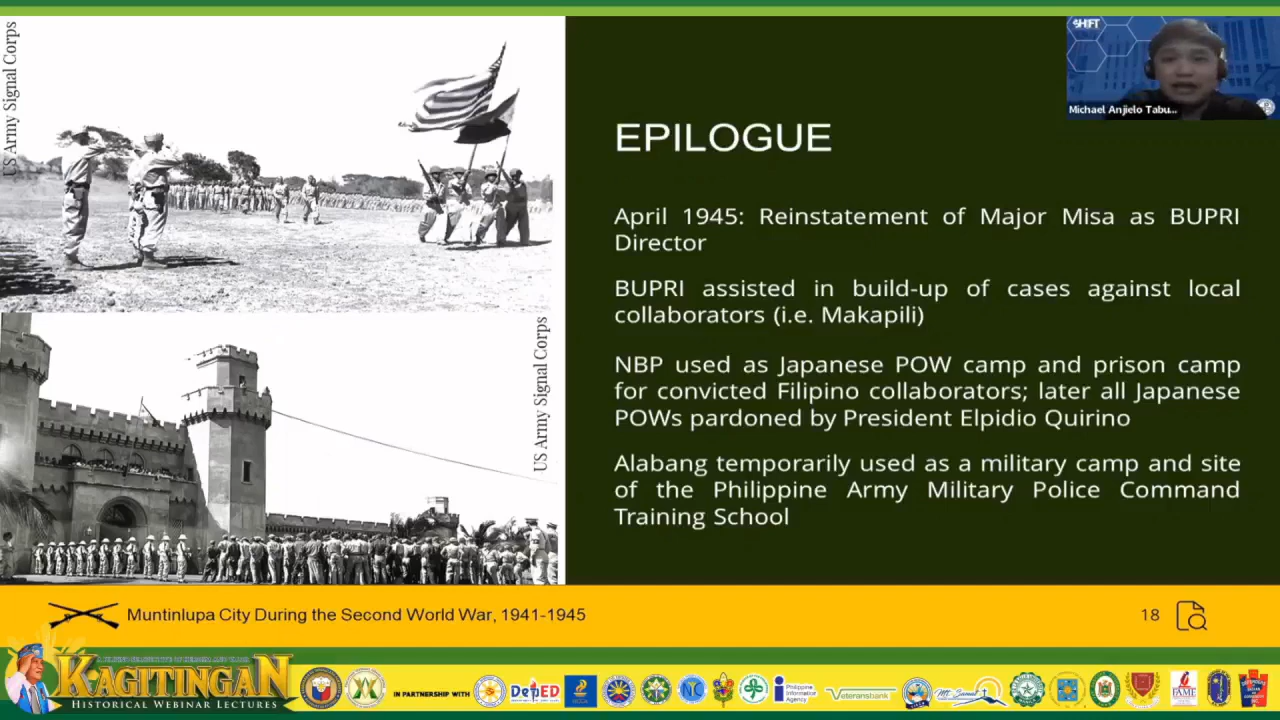 US Army Signal Corps
US Army Signal Corps
SHIFT
Michael Anjielo Tabu...
EPILOGUE
April 1945: Reinstatement of Major Misa as BUPRI
Director
BUPRI assisted in build-up of cases against local
collaborators (i.e. Makapili)
NBP used as Japanese POW camp and prison camp
for convicted Filipino collaborators; later all Japanese
POWs pardoned by President Elpidio Quirino
Alabang temporarily used as a military camp and site
of the Philippine Army Military Police Command
Training School
Muntinlupa City During the Second World War, 1941-1945
18
KAGITINGAN
HISTORICAL WEBINAR LECTURES
IN PARTNERSHIP WITH
DepED
Philippine
Information
Agency
Veteransbank
Mt. Samat
FAME